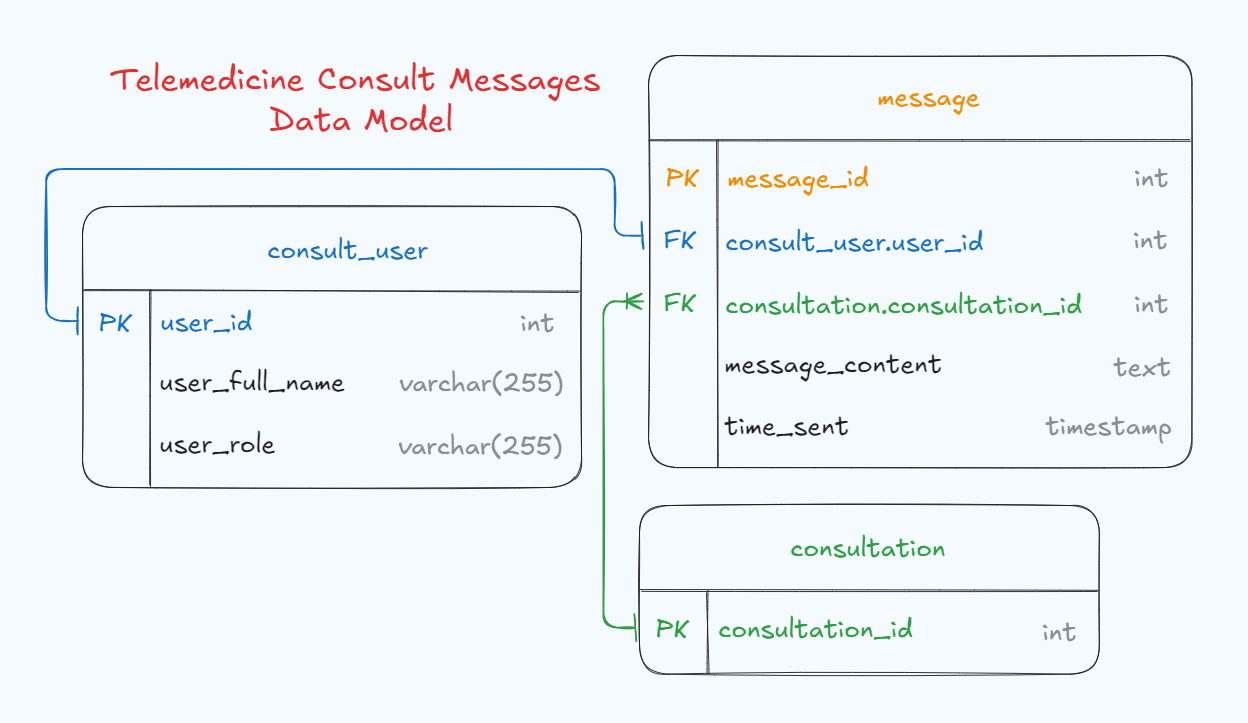 Telemedicine Consult Messages
Data Model
message
PK message_id int
FK consult_user.user_id int
FK consultation.consultation_id int
message_content text
time_sent timestamp
consult_user
PK user_id int
user_full_name varchar(255)
user_role varchar(255)
consultation
PK consultation_id int